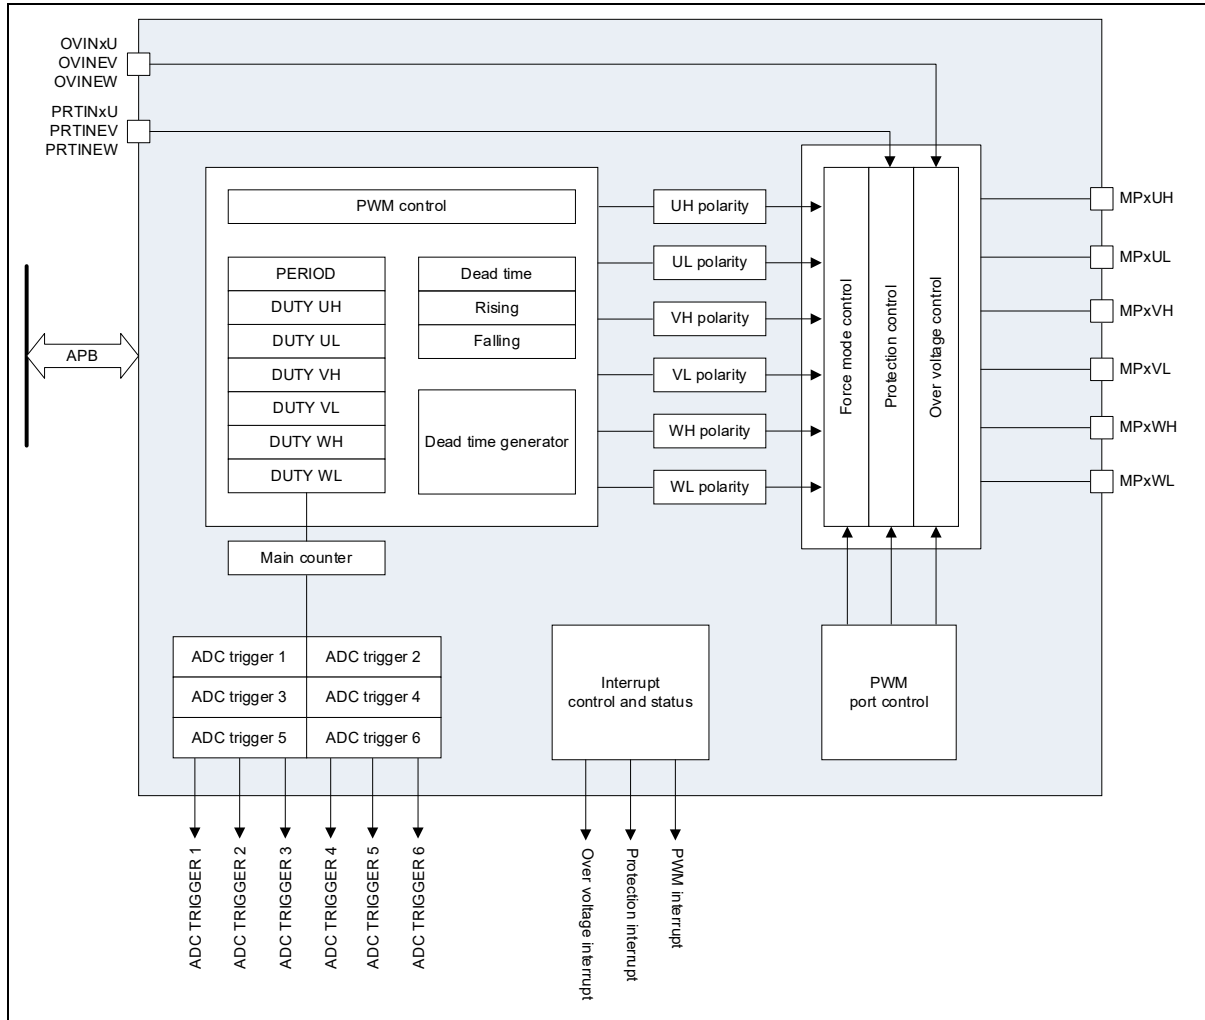 OVINxU
OVINEV
OVINEW
PRTINxU
PRTINEV
PRTINEW
APB
PWM control
PERIOD
DUTY UH
DUTY UL
DUTY VH
DUTY VL
DUTY WH
DUTY WL
Dead time
Rising
Falling
Dead time generator
Main counter
UH polarity
UL polarity
VH polarity
VL polarity
WH polarity
WL polarity
Force mode control
Protection control
Over voltage control
MPxUH
MPxUL
MPxVH
MPxVL
MPxWH
MPxWL
ADC trigger 1
ADC trigger 2
ADC trigger 3
ADC trigger 4
ADC trigger 5
ADC trigger 6
Interrupt
control and status
PWM
port control
ADC TRIGGER 1
ADC TRIGGER 2
ADC TRIGGER 3
ADC TRIGGER 4
ADC TRIGGER 5
ADC TRIGGER 6
Over voltage interrupt
Protection interrupt
PWM interrupt